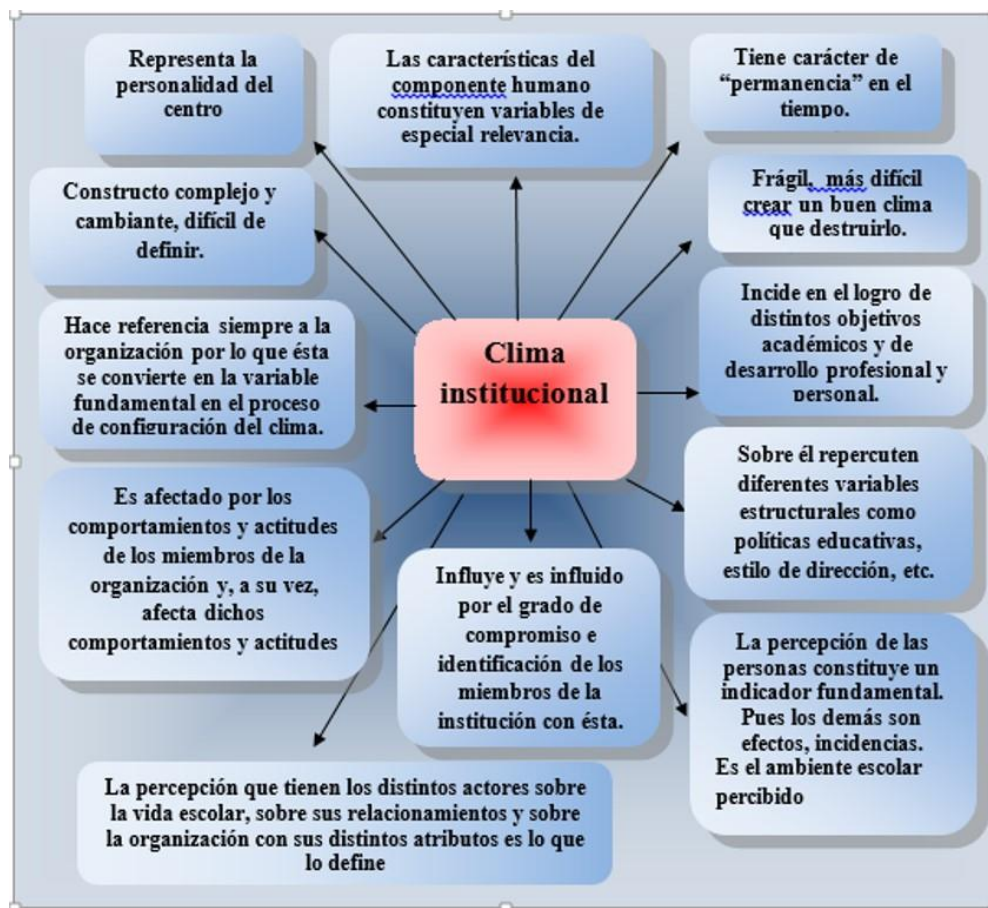 Representa la
personalidad del
centro
Las características del
componente humano
constituyen variables de
especial relevancia.
Tiene carácter de
“permanencia” en el
tiempo.
Constructo complejo y
cambiante, difícil de
definir.
Frágil, más difícil
crear un buen clima
que destruirlo.
Hace referencia siempre a la
organización por lo que ésta
se convierte en la variable
fundamental en el proceso
de configuración del clima.
Clima
institucional
Incide en el logro de
distintos objetivos
académicos y de
desarrollo profesional y
personal.
Es afectado por los
comportamientos y actitudes
de los miembros de la
organización y, a su vez,
afecta dichos
comportamientos y actitudes
Influye y es influido
por el grado de
compromiso e
identificación de los
miembros de la
institución con ésta.
Sobre él repercuten
diferentes variables
estructurales como
políticas educativas,
estilo de dirección, etc.
La percepción de las
personas constituye un
indicador fundamental.
Pues los demás son
efectos, incidencias.
Es el ambiente escolar
percibido
La percepción que tienen los distintos actores sobre
la vida escolar, sobre sus relacionamientos y sobre
la organización con sus distintos atributos es lo que
lo define